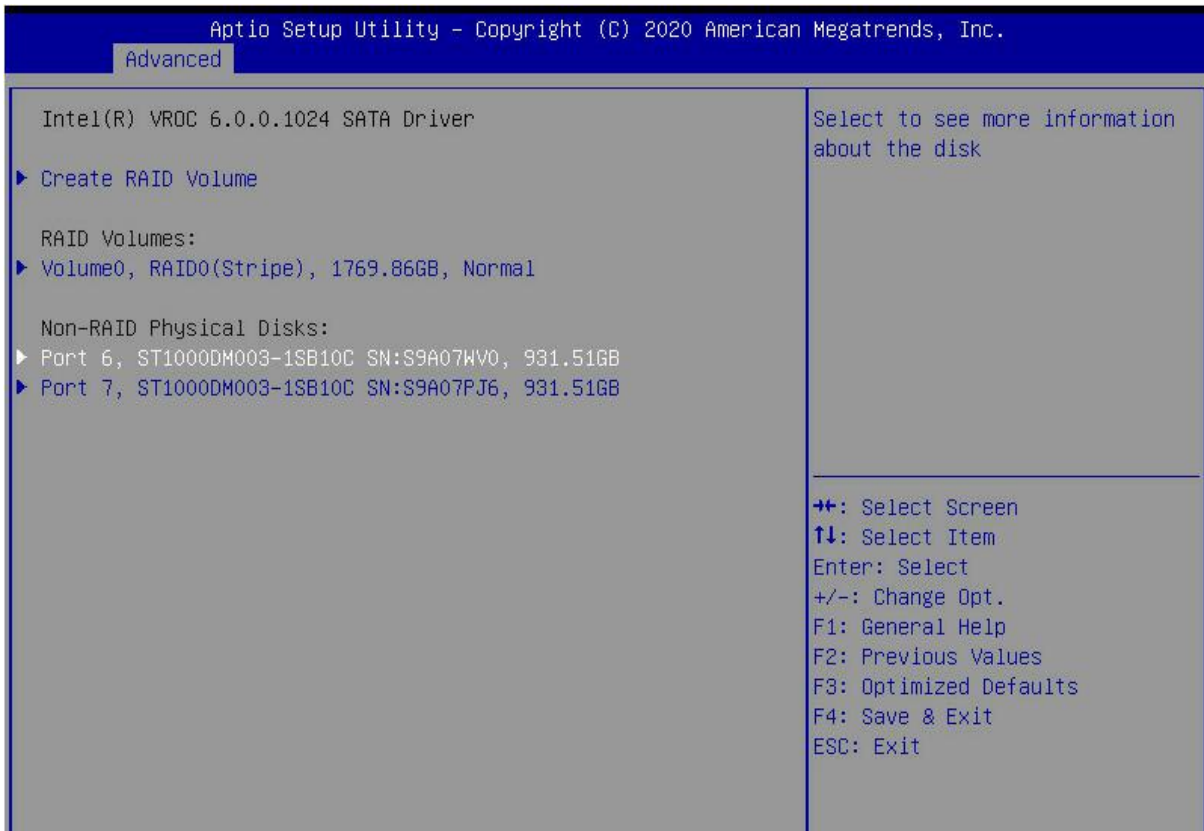 Aptio Setup Utility – Copyright (C) 2020 American Megatrends, Inc.
Advanced
Intel(R) VROC 6.0.0.1024 SATA Driver
Create RAID Volume
RAID Volumes:
Volume0, RAID0(Stripe), 1769.86GB, Normal
Non-RAID Physical Disks:
Port 6, ST1000DM003-1SB10C SN:S9A07WV0, 931.51GB
Port 7, ST1000DM003-1SB10C SN:S9A07PJ6, 931.51GB
Select to see more information
about the disk
→←: Select Screen
↑↓: Select Item
Enter: Select
+/-: Change Opt.
F1: General Help
F2: Previous Values
F3: Optimized Defaults
F4: Save & Exit
ESC: Exit